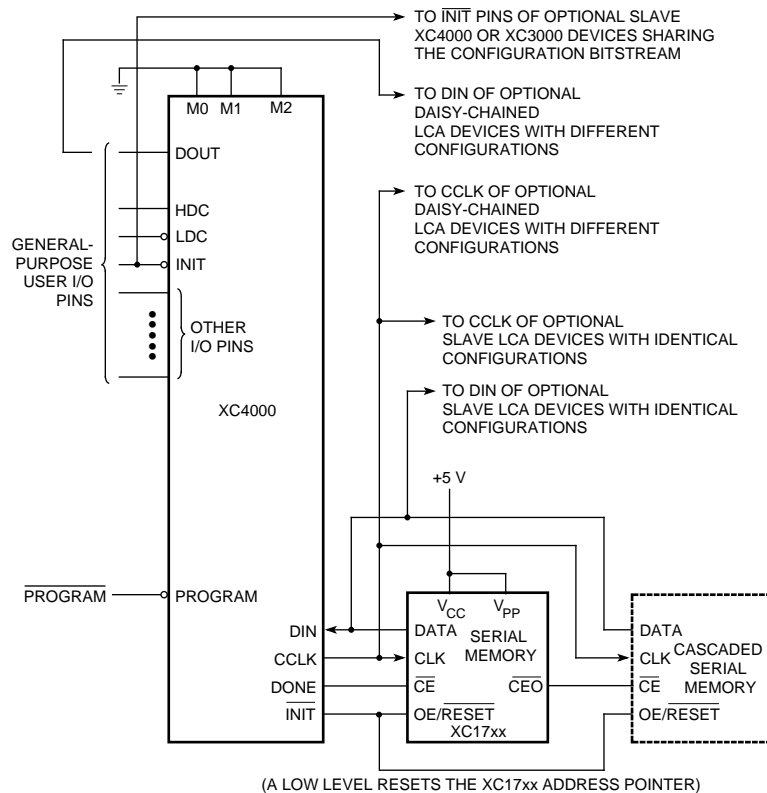 TO INIT PINS OF OPTIONAL SLAVE
XC4000 OR XC3000 DEVICES SHARING
THE CONFIGURATION BITSTREAM
TO DIN OF OPTIONAL
DAISY-CHAINED
LCA DEVICES WITH DIFFERENT
CONFIGURATIONS
M0 M1 M2
DOUT
TO CCLK OF OPTIONAL
DAISY-CHAINED
LCA DEVICES WITH DIFFERENT
CONFIGURATIONS
HDC
LDC
INIT
GENERAL-
PURPOSE
USER I/O
PINS
OTHER
I/O PINS
TO CCLK OF OPTIONAL
SLAVE LCA DEVICES WITH IDENTICAL
CONFIGURATIONS
TO DIN OF OPTIONAL
SLAVE LCA DEVICES WITH IDENTICAL
CONFIGURATIONS
XC4000
+5 V
PROGRAM
PROGRAM
DIN
CCLK
DONE
INIT
VCC VPP
DATA
SERIAL
MEMORY
CLK
CE
CEO
OE/RESET
XC17xx
DATA
CLK
CASCADED
SERIAL
MEMORY
CE
OE/RESET
(A LOW LEVEL RESETS THE XC17xx ADDRESS POINTER)